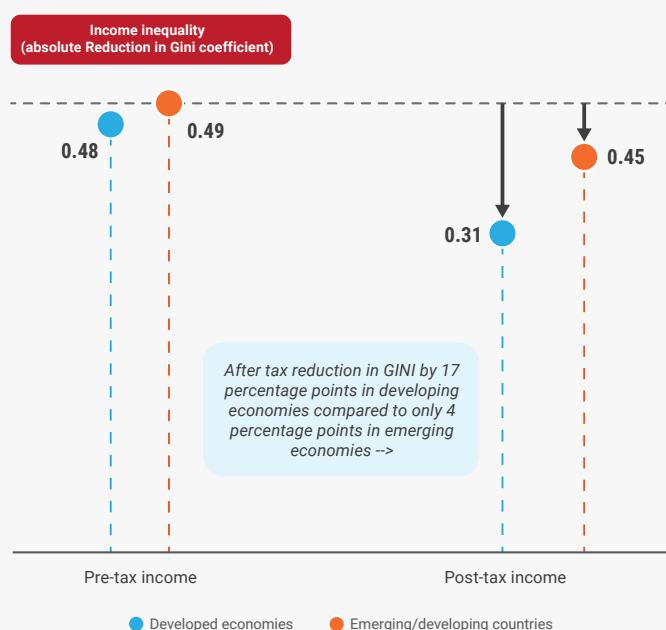 Income inequality
(absolute Reduction in Gini coefficient)
0.48
0.49
0.31
0.45
After tax reduction in GINI by 17
percentage points in developing
economies compared to only 4
percentage points in emerging
economies -->
Pre-tax income
Post-tax income
Developed economies
Emerging/developing countries